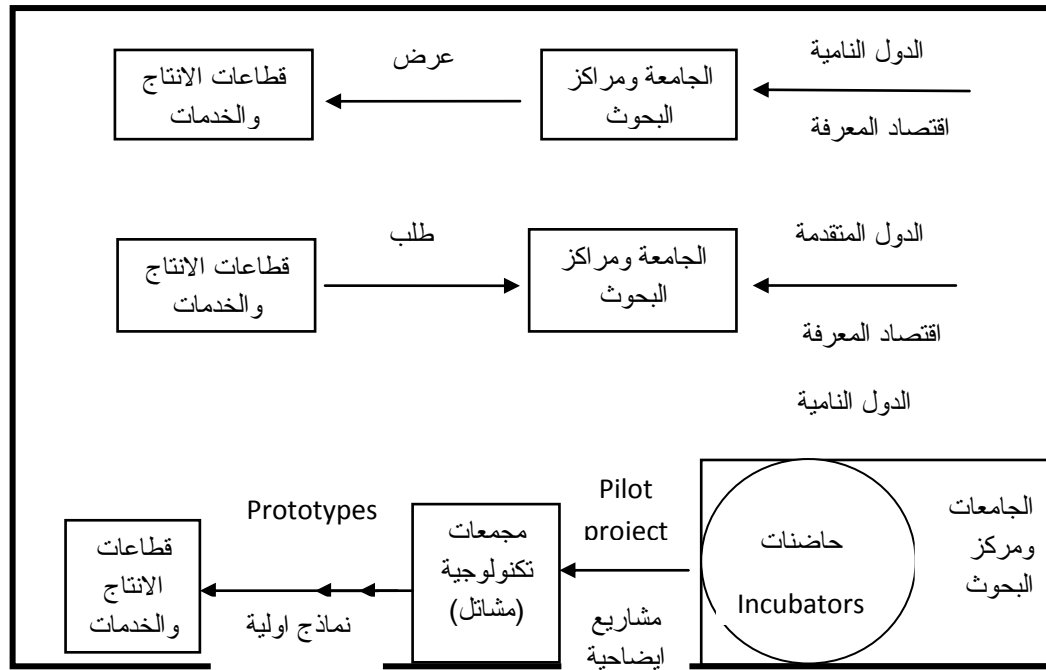 الدول النامية
اقتصاد المعرفة
الجامعة ومراكز
البحوث
عرض
قطاعات الانتاج
والخدمات
الدول المتقدمة
اقتصاد المعرفة
الجامعة ومراكز
البحوث
طلب
قطاعات الانتاج
والخدمات
الدول النامية
الجامعات
ومركز
البحوث
حاضنات
Incubators
Pilot
project
مشاريع
ايضاحية
مجمعات
تكنولوجية
(مشاتل)
Prototypes
نماذج اولية
قطاعات
الانتاج
والخدمات